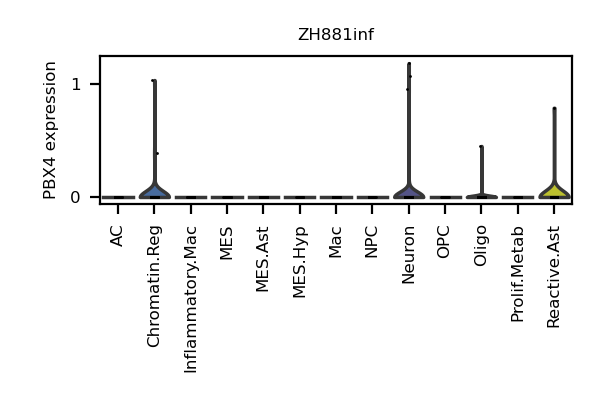 ZH881inf
PBX4 expression
1
0
AC
Chromatin.Reg
Inflammatory.Mac
MES
MES.Ast
MES.Hyp
Mac
NPC
Neuron
OPC
Oligo
Prolif.Metab
Reactive.Ast